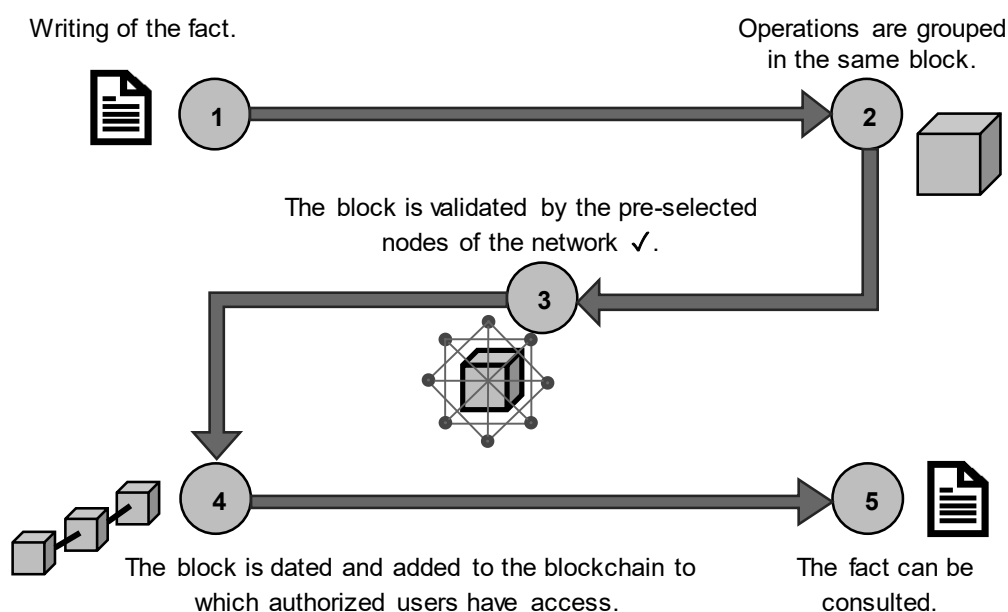 Writing of the fact.
Operations are grouped
in the same block.
1
2
The block is validated by the pre-selected
nodes of the network ✓.
3
4
5
The block is dated and added to the blockchain to
which authorized users have access.
The fact can be
consulted.